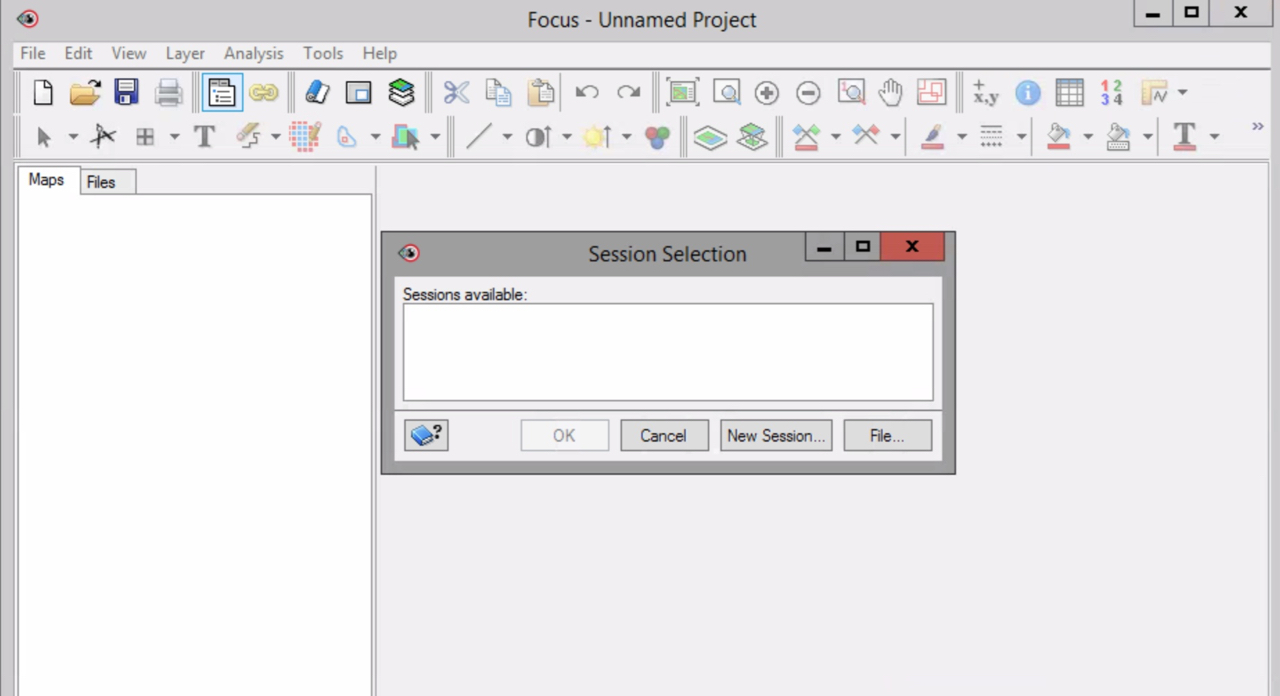 Focus - Unnamed Project
File Edit View Layer Analysis Tools Help
+
x,y
i
1 2
3 4
T
T
»
Maps Files
Session Selection
Sessions available:
?
OK Cancel New Session... File...